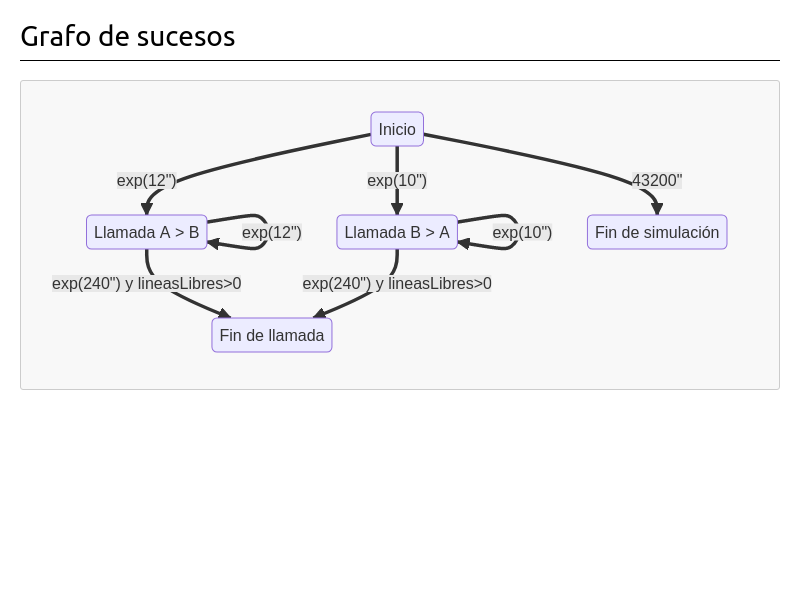 Grafo de sucesos
Inicio
exp(12")
exp(10")
43200"
Llamada A > B
exp(12")
Llamada B > A
exp(10")
Fin de simulación
exp(240") y lineasLibres>0
exp(240") y lineasLibres>0
Fin de llamada